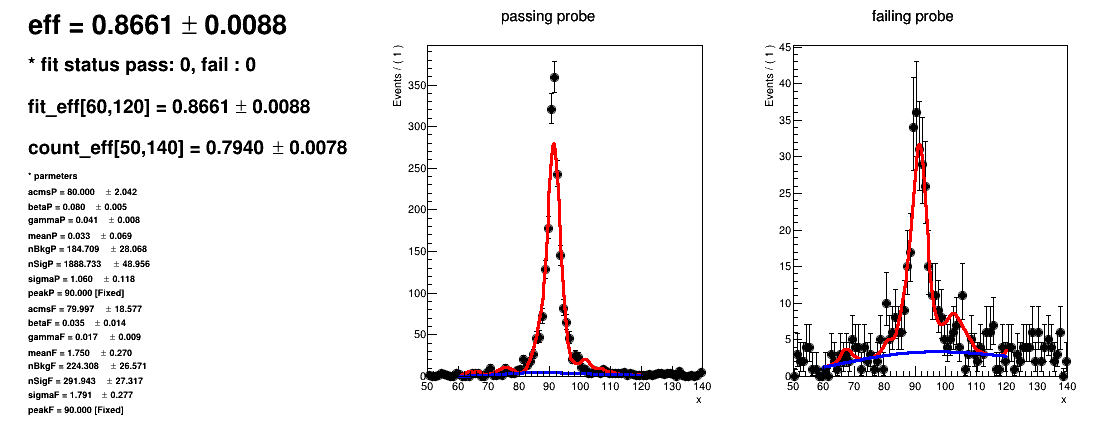 eff = 0.8661 ± 0.0088
* fit status pass: 0, fail : 0
fit_eff[60,120] = 0.8661 ± 0.0088
count_eff[50,140] = 0.7940 ± 0.0078
* parmeters
acmsP = 80.000 ± 2.042
betaP = 0.080 ± 0.005
gammaP = 0.041 ± 0.008
meanP = 0.033 ± 0.069
nBkgP = 184.709 ± 28.068
nSigP = 1888.733 ± 48.956
sigmaP = 1.060 ± 0.118
peakP = 90.000 [Fixed]
acmsF = 79.997 ± 18.577
betaF = 0.035 ± 0.014
gammaF = 0.017 ± 0.009
meanF = 1.750 ± 0.270
nBkgF = 224.308 ± 26.571
nSigF = 291.943 ± 27.317
sigmaF = 1.791 ± 0.277
peakF = 90.000 [Fixed]
passing probe
Events / ( 1 )
350
300
250
200
150
100
50
0
50 60 70 80 90 100 110 120 130 140
x
failing probe
Events / ( 1 )
45
40
35
30
25
20
15
10
5
0
50 60 70 80 90 100 110 120 130 140
x